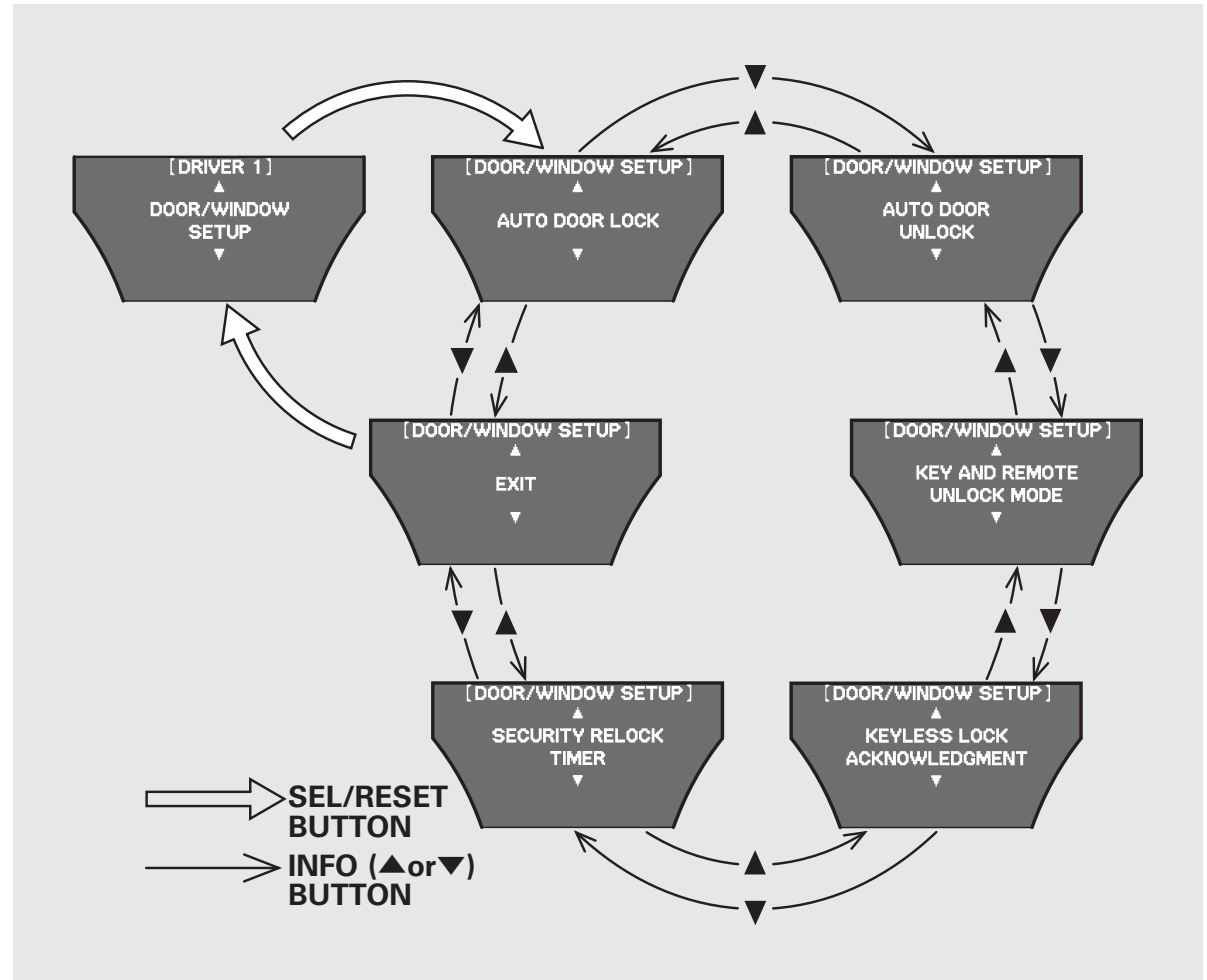 ▼
▲
[DRIVER 1]
▲
DOOR/WINDOW
SETUP
▼
[DOOR/WINDOW SETUP]
▲
AUTO DOOR LOCK
▼
[DOOR/WINDOW SETUP]
▲
AUTO DOOR
UNLOCK
▼
▼ ▲
▲ ▼
[DOOR/WINDOW SETUP]
▲
EXIT
▼
[DOOR/WINDOW SETUP]
▲
KEY AND REMOTE
UNLOCK MODE
▼
▼ ▲
▲ ▼
[DOOR/WINDOW SETUP]
▲
SECURITY RELOCK
TIMER
▼
[DOOR/WINDOW SETUP]
▲
KEYLESS LOCK
ACKNOWLEDGMENT
▼
▲
▼
SEL/RESET
BUTTON
INFO (▲or▼)
BUTTON